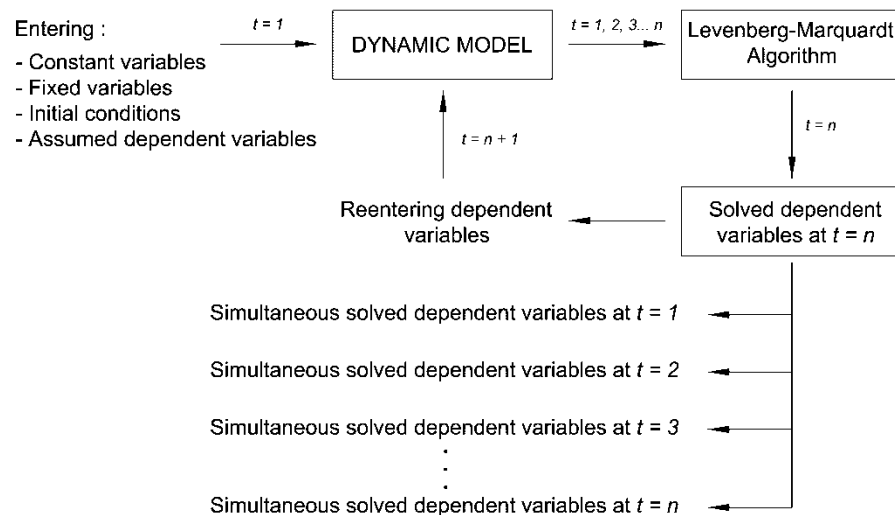 Entering :
- Constant variables
- Fixed variables
- Initial conditions
- Assumed dependent variables
t = 1
DYNAMIC MODEL
t = 1, 2, 3... n
Levenberg-Marquardt
Algorithm
t = n
t = n + 1
Reentering dependent
variables
Solved dependent
variables at t = n
Simultaneous solved dependent variables at t = 1
Simultaneous solved dependent variables at t = 2
Simultaneous solved dependent variables at t = 3
Simultaneous solved dependent variables at t = n